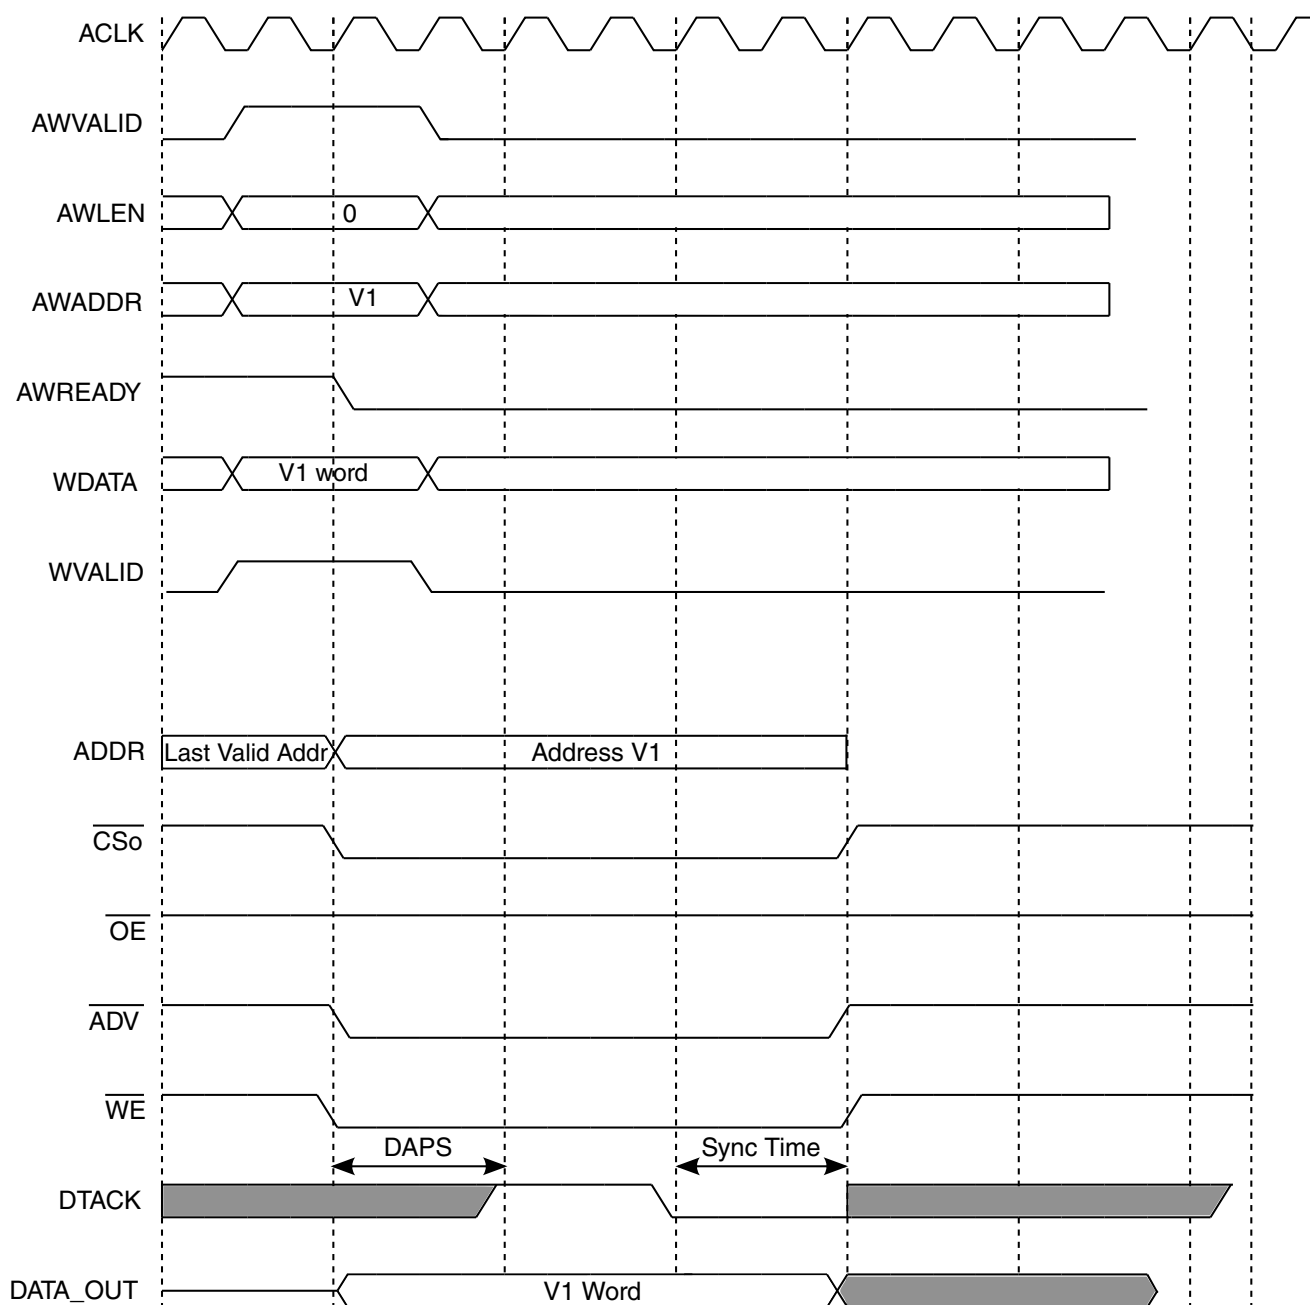 ACLK
AWVALID
AWLEN 0
AWADDR V1
AWREADY
WDATA V1 word
WVALID
ADDR Last Valid Addr Address V1
CSo
OE
ADV
WE
DAPS Sync Time
DTACK
DATA_OUT V1 Word